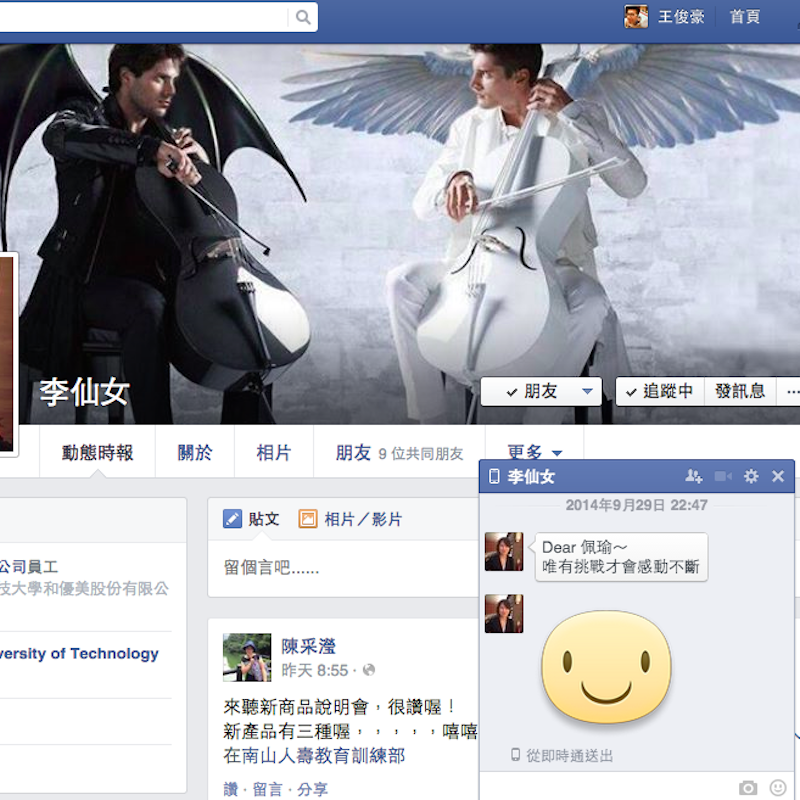 王俊豪 首頁
李仙女
朋友 追蹤中 發訊息 ...
動態時報 關於 相片 朋友 9 位共同朋友 更多
李仙女
2014年9月29日 22:47
Dear 佩瑜～
唯有挑戰才會感動不斷
從即時通送出
公司員工
技大學和優美股份有限公
versity of Technology
貼文 相片／影片
留個言吧......
陳采瀅
昨天 8:55 ·
來聽新商品說明會，很讚喔！
新產品有三種喔，，，，，嘻嘻
在南山人壽教育訓練部
讚 · 留言 · 分享